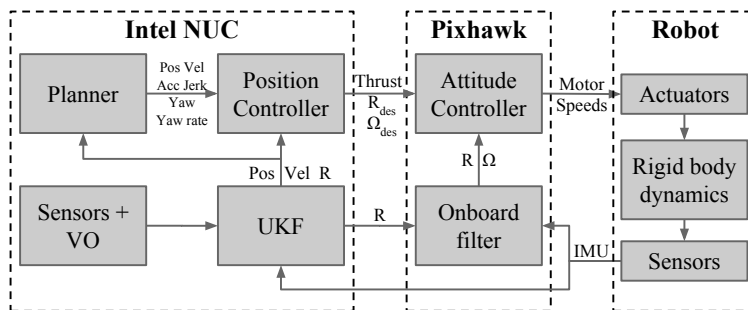 Intel NUC
Pixhawk
Robot
Planner
Pos Vel
Acc Jerk
Yaw
Yaw rate
Position
Controller
Thrust
R_des
Ω_des
Attitude
Controller
Motor
Speeds
Actuators
Rigid body
dynamics
Sensors
Pos Vel R
R Ω
Sensors +
VO
UKF
R
Onboard
filter
IMU